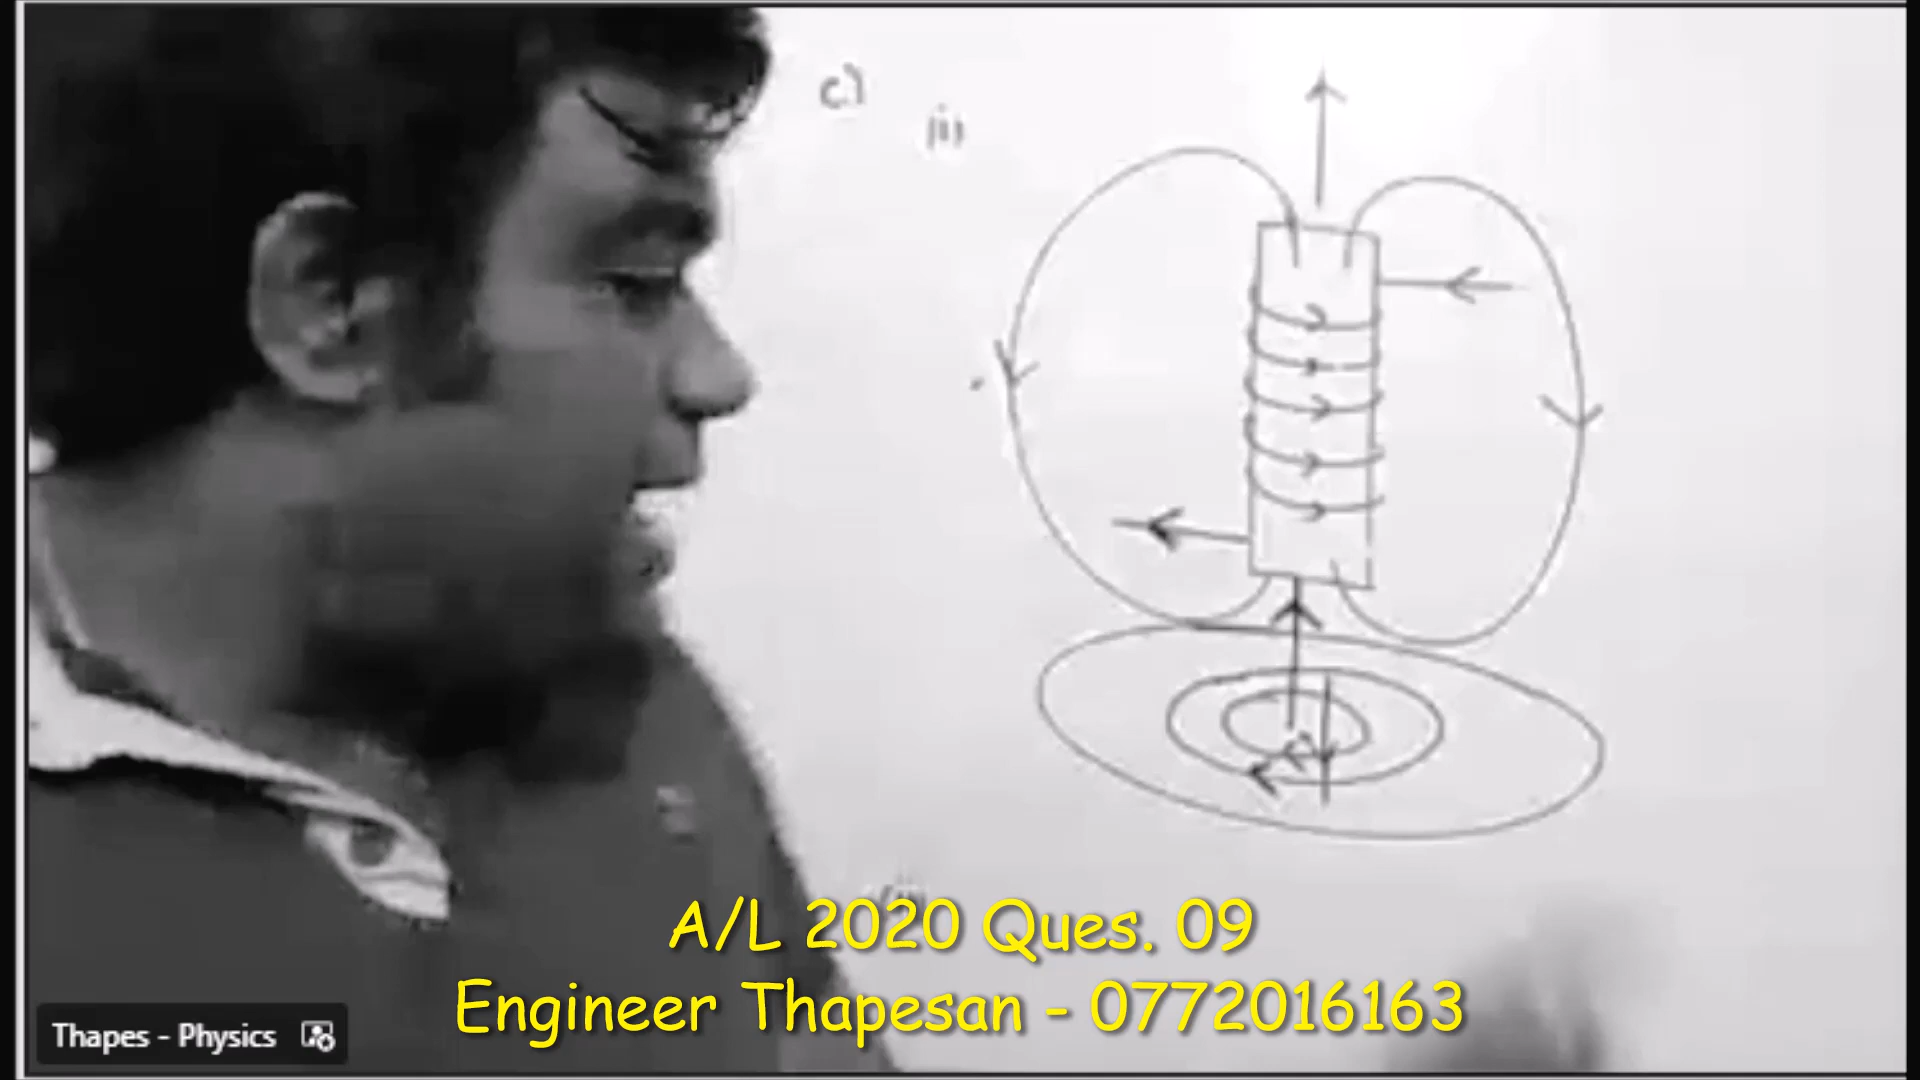 c)
(ii)
A/L 2020 Ques. 09
Engineer Thapesan - 0772016163
Thapes - Physics